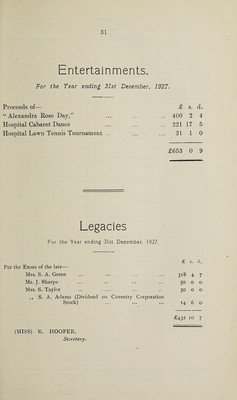 31
Entertainments.
For the Year ending 31st December, 1927.
Proceeds of— £ s. d.
" Alexandra Rose Day," ... ... ... 400 2 4
Hospital Cabaret Dance ... ... ... 221 17 5
Hospital Lawn Tennis Tournament ... ... ... 31 1 0
£653 0 9
Legacies
For the Year ending 31st December, 1927.
£ s. d.
Per the Exors of the late—
Mrs. S. A. Green ... ... ... ... 318 4 7
Mr. J. Sharpe ... ... ... ... 50 0 0
Mrs. S. Taylor ... ... ... ... 50 0 0
,, S. A. Adams (Dividend on Coventry Corporation
Stock) ... ... ... 14 6 0
£432 10 7
(MISS) R. HOOPER,
Secretary.